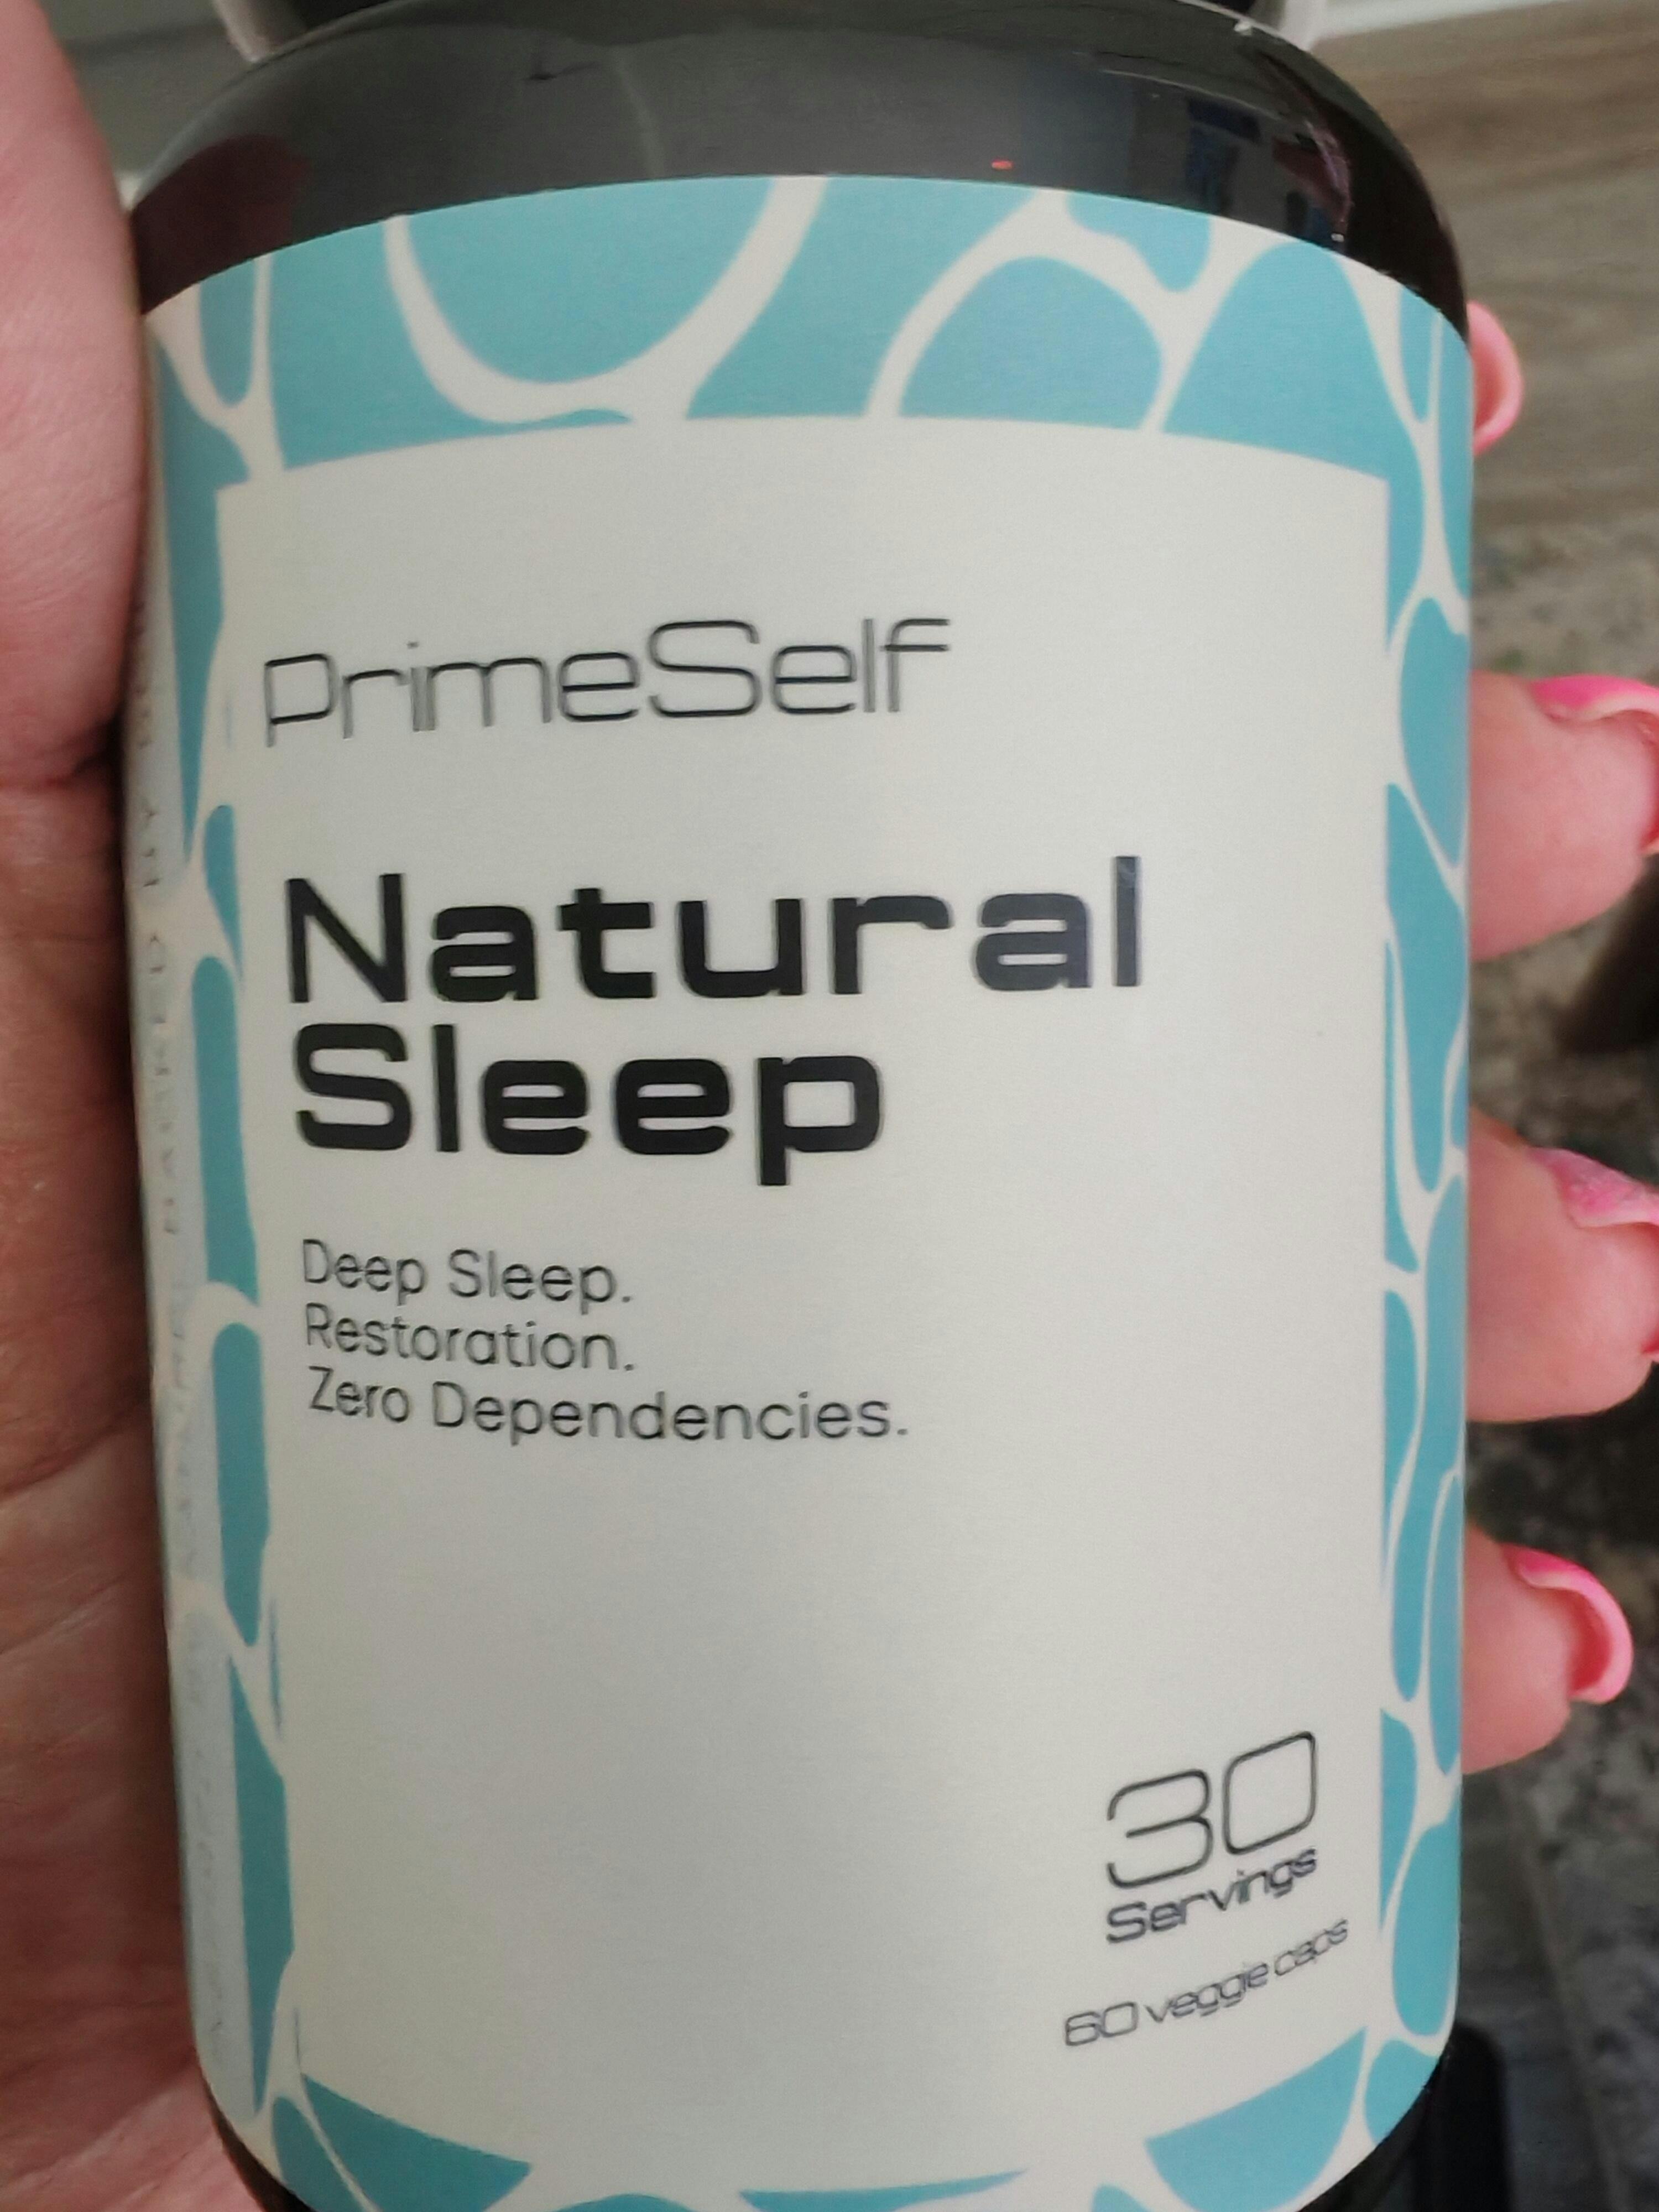 PrimeSelf
Natural
Sleep
Deep Sleep.
Restoration.
Zero Dependencies.
30
Servings
60 veggie caps